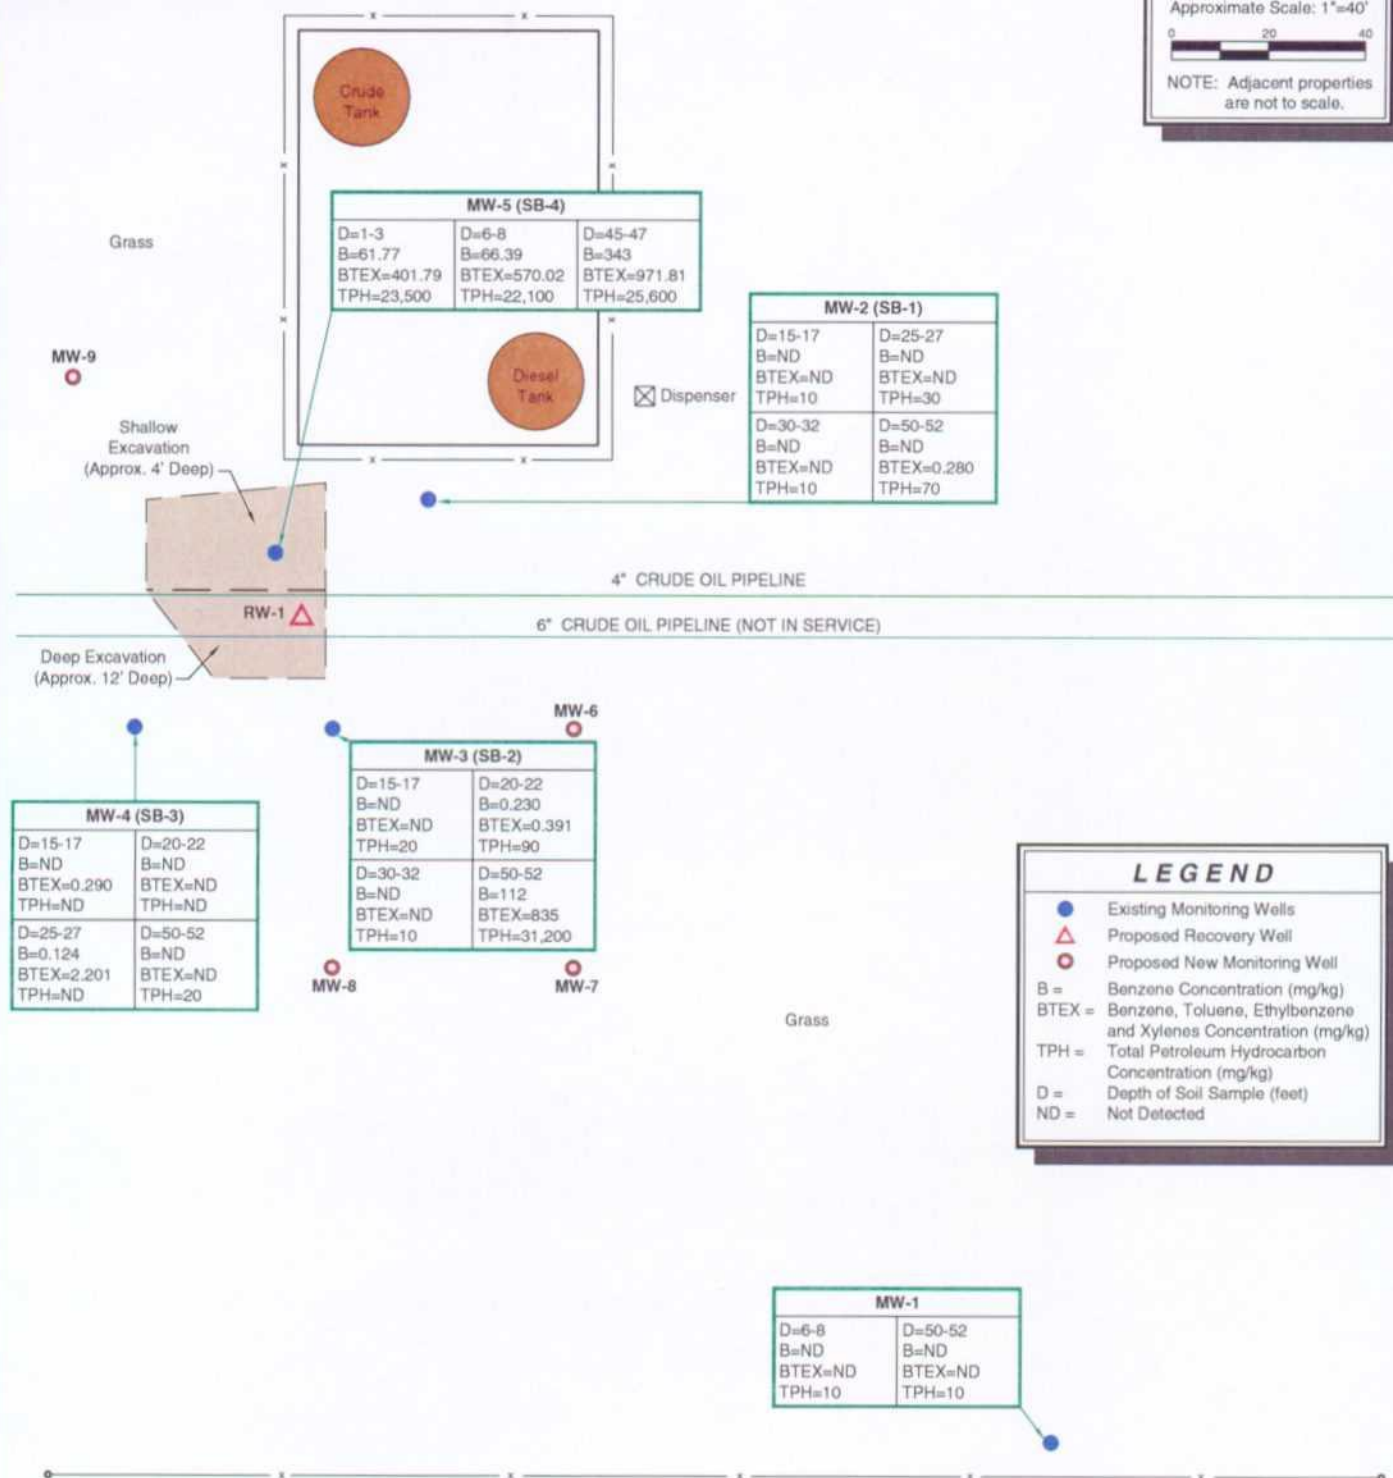 Approximate Scale: 1"=40'
0 20 40
NOTE: Adjacent properties
are not to scale.
Crude
Tank
MW-5 (SB-4)
D=1-3 D=6-8 D=45-47
B=61.77 B=66.39 B=343
BTEX=401.79 BTEX=570.02 BTEX=971.81
TPH=23,500 TPH=22,100 TPH=25,600
Grass
MW-2 (SB-1)
D=15-17 D=25-27
B=ND B=ND
BTEX=ND BTEX=ND
TPH=10 TPH=30
D=30-32 D=50-52
B=ND B=ND
BTEX=ND BTEX=0.280
TPH=10 TPH=70
MW-9
Diesel
Tank
Dispenser
Shallow
Excavation
(Approx. 4' Deep)
4" CRUDE OIL PIPELINE
RW-1
6" CRUDE OIL PIPELINE (NOT IN SERVICE)
Deep Excavation
(Approx. 12' Deep)
MW-6
MW-3 (SB-2)
D=15-17 D=20-22
B=ND B=0.230
BTEX=ND BTEX=0.391
TPH=20 TPH=90
D=30-32 D=50-52
B=ND B=112
BTEX=ND BTEX=835
TPH=10 TPH=31,200
MW-4 (SB-3)
D=15-17 D=20-22
B=ND B=ND
BTEX=0.290 BTEX=ND
TPH=ND TPH=ND
D=25-27 D=50-52
B=0.124 B=ND
BTEX=2.201 BTEX=ND
TPH=ND TPH=20
MW-8
MW-7
Grass
LEGEND
Existing Monitoring Wells
Proposed Recovery Well
Proposed New Monitoring Well
B = Benzene Concentration (mg/kg)
BTEX = Benzene, Toluene, Ethylbenzene
and Xylenes Concentration (mg/kg)
TPH = Total Petroleum Hydrocarbon
Concentration (mg/kg)
D = Depth of Soil Sample (feet)
ND = Not Detected
MW-1
D=6-8 D=50-52
B=ND B=ND
BTEX=ND BTEX=ND
TPH=10 TPH=10